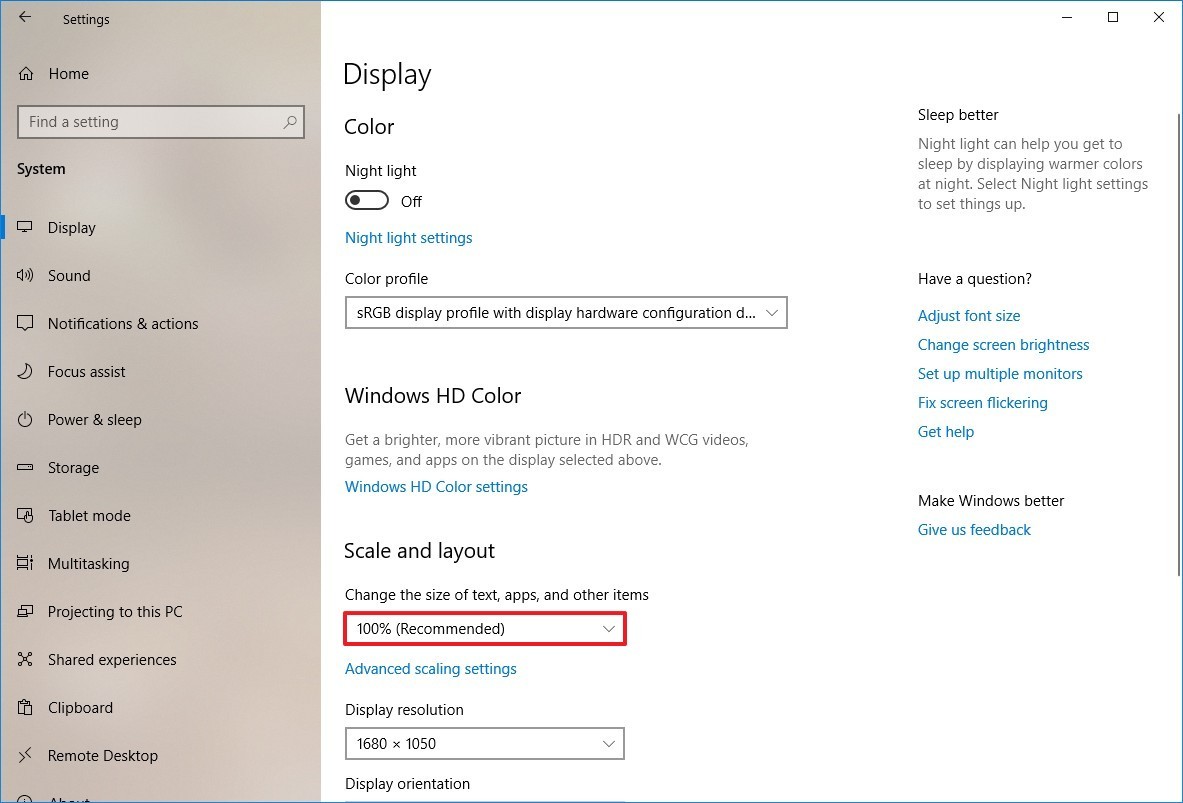 Settings
Home
Find a setting
System
Display
Sound
Notifications & actions
Focus assist
Power & sleep
Storage
Tablet mode
Multitasking
Projecting to this PC
Shared experiences
Clipboard
Remote Desktop
About
Display
Color
Night light
Off
Night light settings
Color profile
sRGB display profile with display hardware configuration d...
Windows HD Color
Get a brighter, more vibrant picture in HDR and WCG videos,
games, and apps on the display selected above.
Windows HD Color settings
Scale and layout
Change the size of text, apps, and other items
100% (Recommended)
Advanced scaling settings
Display resolution
1680 × 1050
Display orientation
Sleep better
Night light can help you get to
sleep by displaying warmer colors
at night. Select Night light settings
to set things up.
Have a question?
Adjust font size
Change screen brightness
Set up multiple monitors
Fix screen flickering
Get help
Make Windows better
Give us feedback